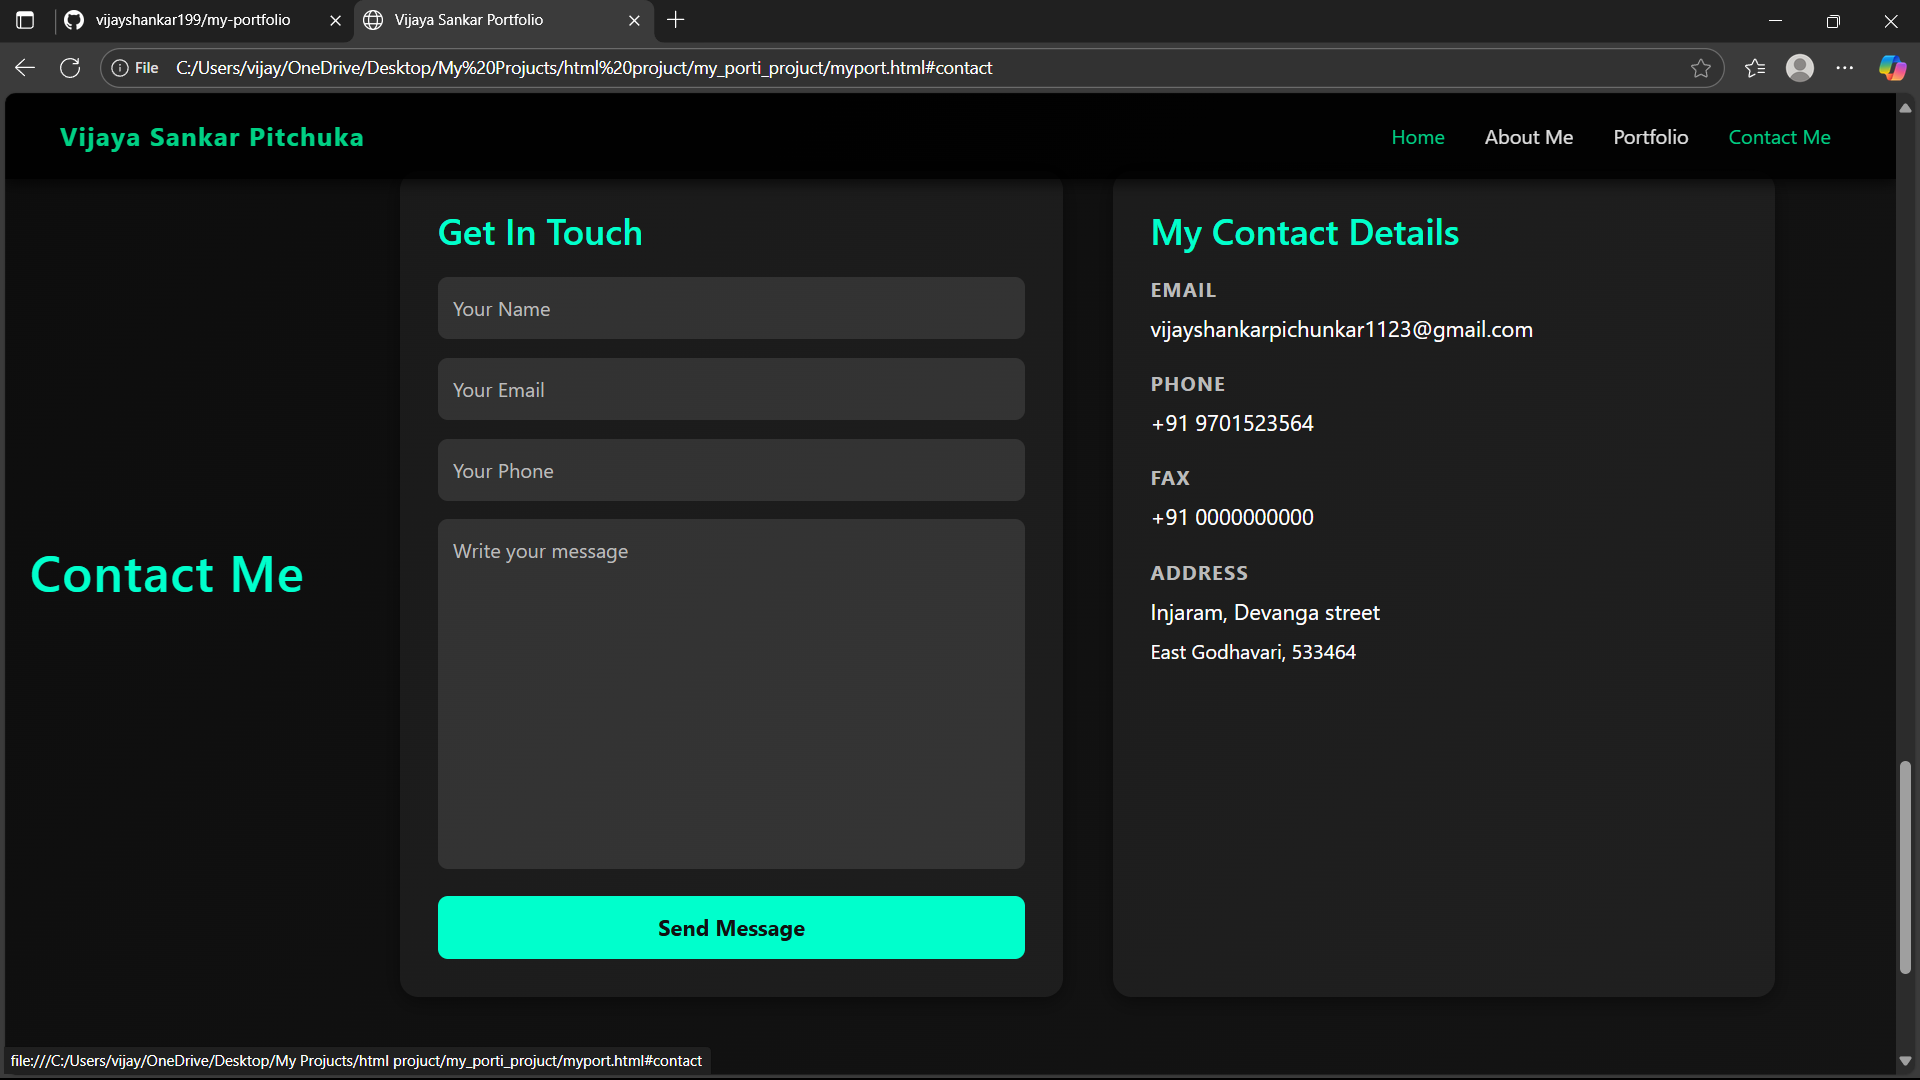 vijayshankar199/my-portfolio
Vijaya Sankar Portfolio
File C:/Users/vijay/OneDrive/Desktop/My%20Projucts/html%20projuct/my_porti_projuct/myport.html#contact
Vijaya Sankar Pitchuka
Home About Me Portfolio Contact Me
Contact Me
Get In Touch
Your Name
Your Email
Your Phone
Write your message
Send Message
My Contact Details
EMAIL
vijayshankarpichunkar1123@gmail.com
PHONE
+91 9701523564
FAX
+91 0000000000
ADDRESS
Injaram, Devanga street
East Godhavari, 533464
file:///C:/Users/vijay/OneDrive/Desktop/My Projucts/html projuct/my_porti_projuct/myport.html#contact